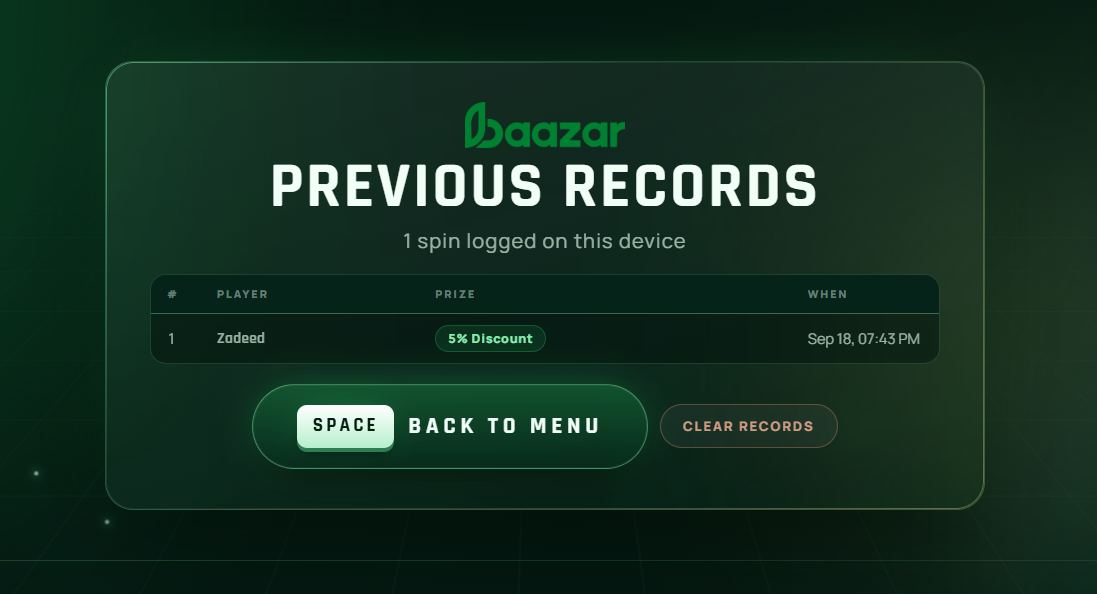 baazar
PREVIOUS RECORDS
1 spin logged on this device
# PLAYER PRIZE WHEN
1 Zadeed 5% Discount Sep 18, 07:43 PM
SPACE BACK TO MENU CLEAR RECORDS